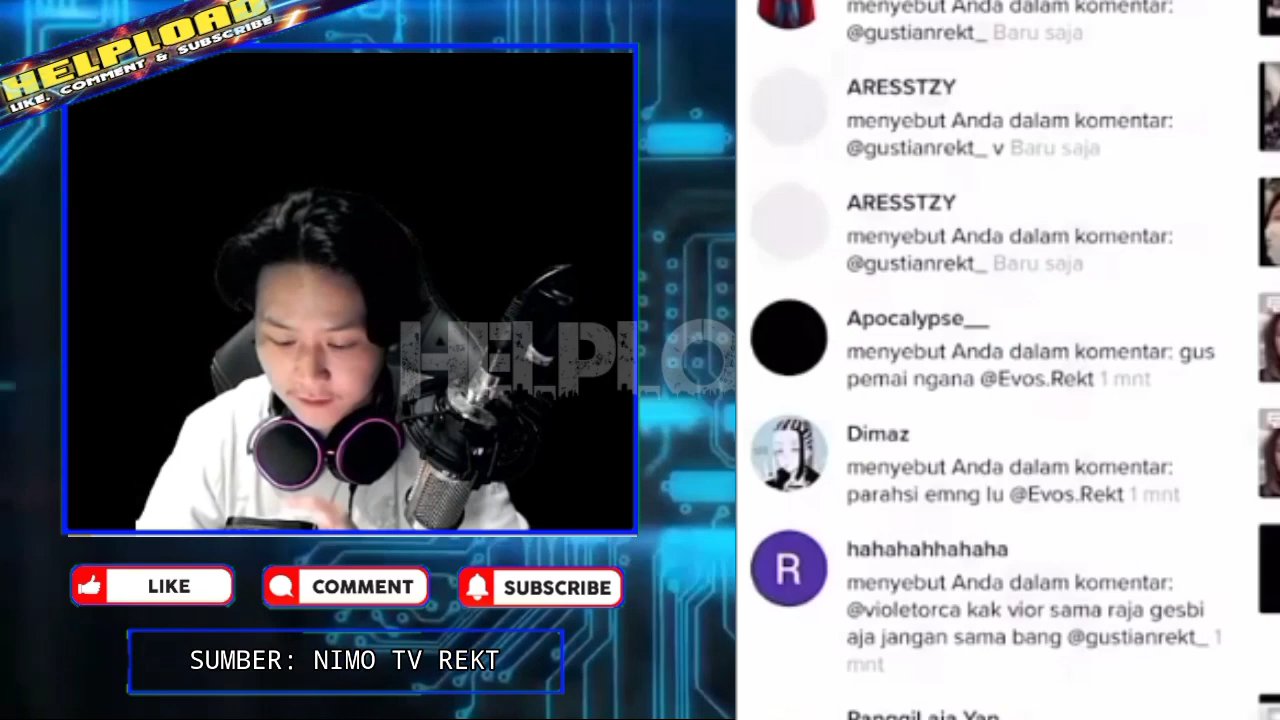 HELPLOAD
LIKE, COMMENT & SUBSCRIBE
HELPLO
LIKE
COMMENT
SUBSCRIBE
SUMBER: NIMO TV REKT
menyebut Anda dalam komentar:
@gustianrekt_ Baru saja
ARESSTZY
menyebut Anda dalam komentar:
@gustianrekt_ v Baru saja
ARESSTZY
menyebut Anda dalam komentar:
@gustianrekt_ Baru saja
Apocalypse__
menyebut Anda dalam komentar: gus
pemai ngana @Evos.Rekt 1 mnt
Dimaz
menyebut Anda dalam komentar:
parahsi emng lu @Evos.Rekt 1 mnt
R
hahahahhahaha
menyebut Anda dalam komentar:
@violetorca kak vior sama raja gesbi
aja jangan sama bang @gustianrekt_ 1
mnt